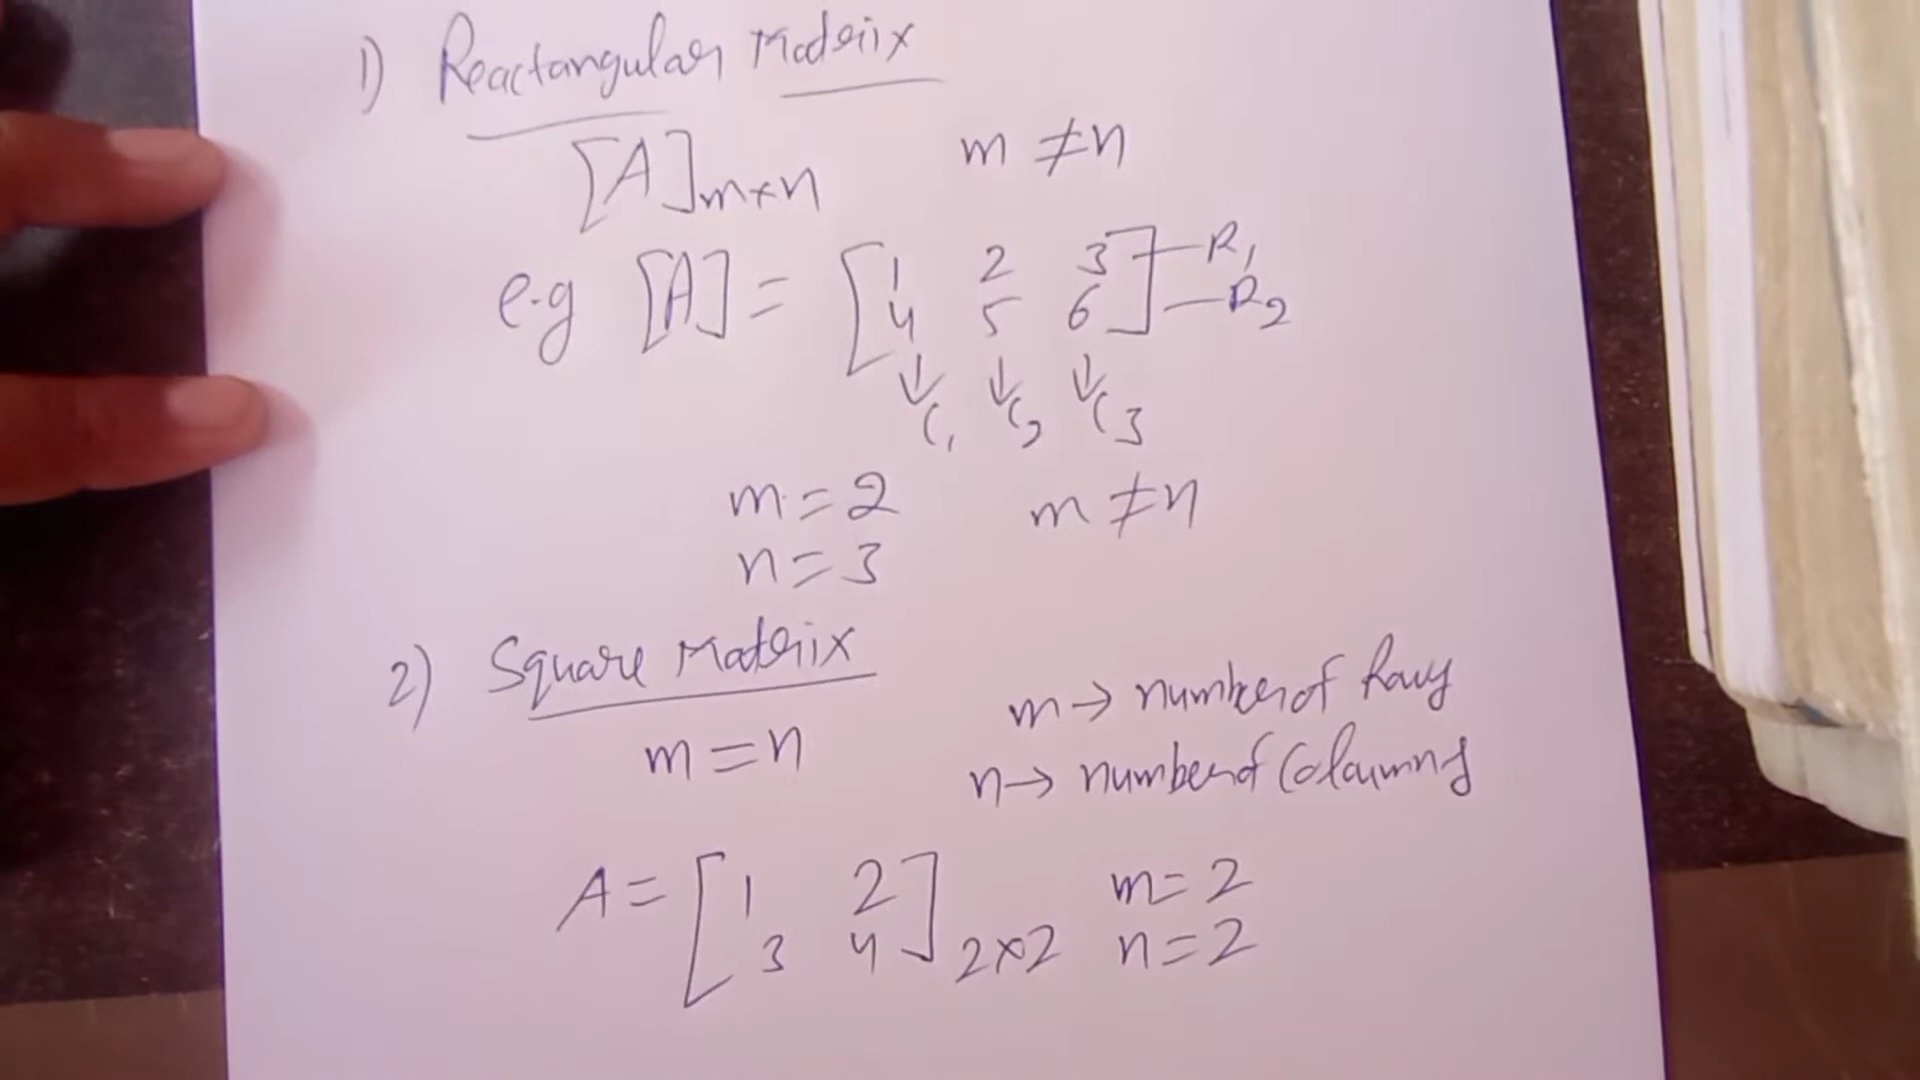 1) Reactangular Matrix
[A]m×n m ≠ n
e.g [A] = [1 2 3 — R1
4 5 6] — R2
↓ ↓ ↓
C1 C2 C3
m = 2 m ≠ n
n = 3
2) Square Matrix
m = n
m → number of Rows
n → number of Columns
A = [1 2 m = 2
3 4] 2×2 n = 2